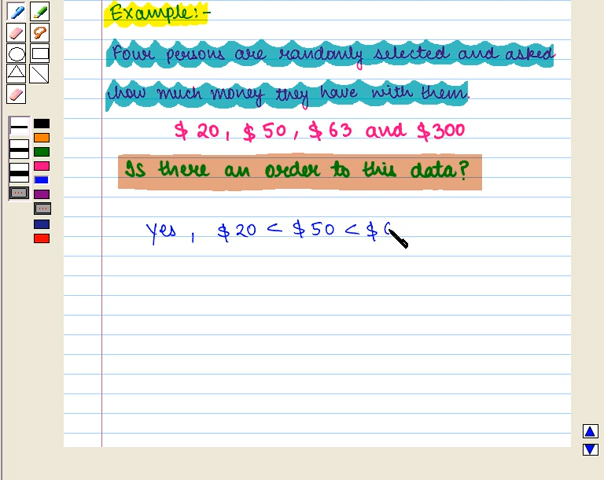 Example:-
Four persons are randomly selected and asked
how much money they have with them.
$ 20, $ 50, $ 63 and $300
Is there an order to this data?
Yes, $ 20 < $ 50 < $ 6